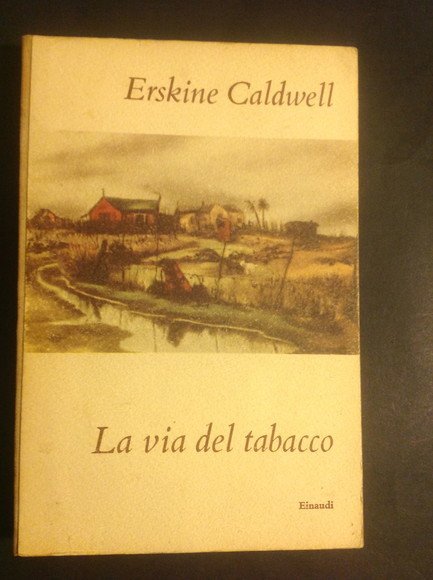 Erskine Caldwell
La via del tabacco
Einaudi